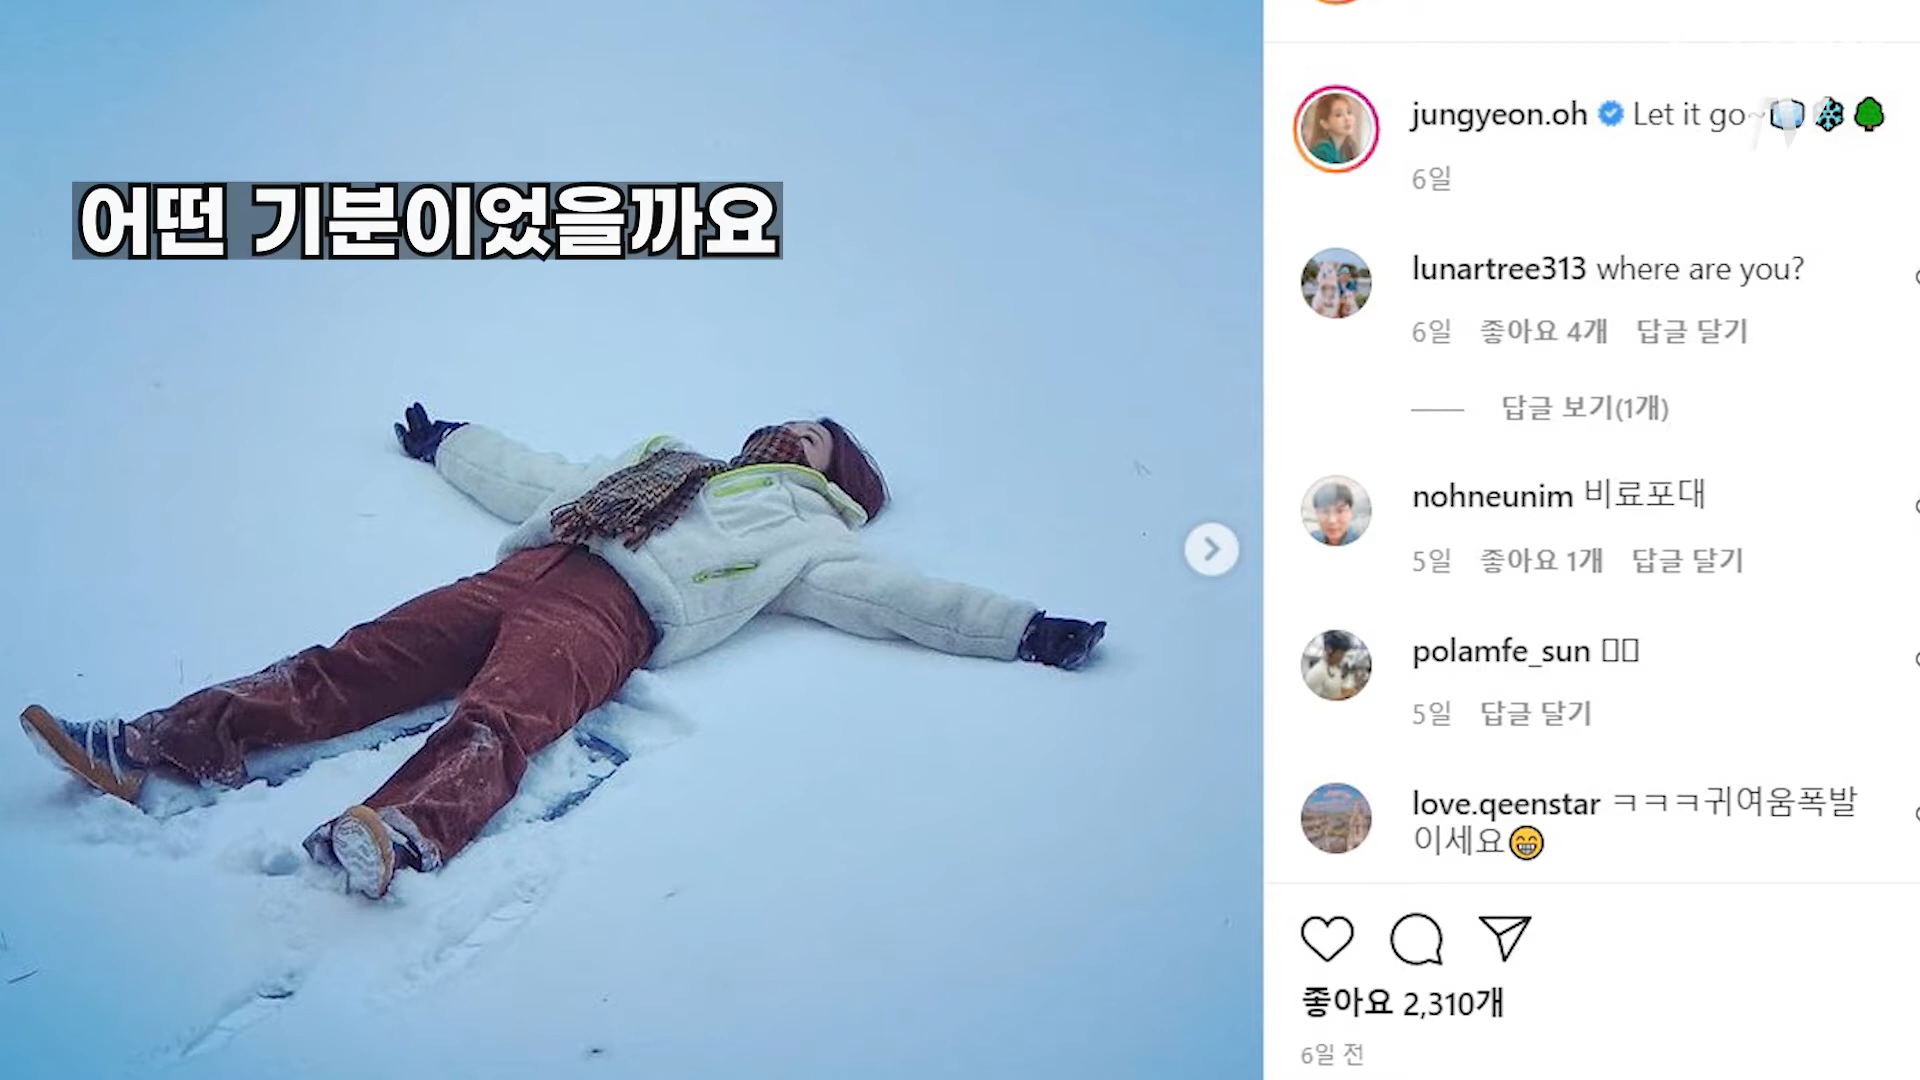 어떤 기분이었을까요
jungyeon.oh Let it go~
6일
lunartree313 where are you?
6일 좋아요 4개 답글 달기
답글 보기(1개)
nohneunim 비료포대
5일 좋아요 1개 답글 달기
polamfe_sun
5일 답글 달기
love.qeenstar ㅋㅋㅋ귀여움폭발
이세요
좋아요 2,310개
6일 전